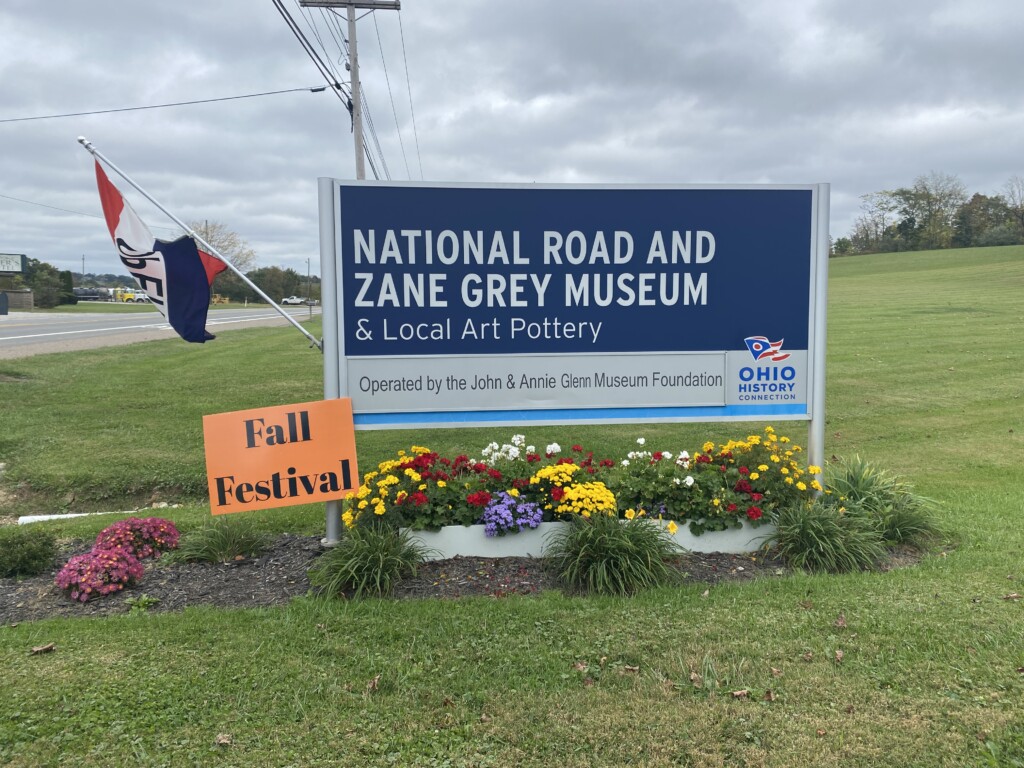 NATIONAL ROAD AND
ZANE GREY MUSEUM
& Local Art Pottery
Operated by the John & Annie Glenn Museum Foundation
OHIO
HISTORY
CONNECTION
Fall
Festival
OPEN